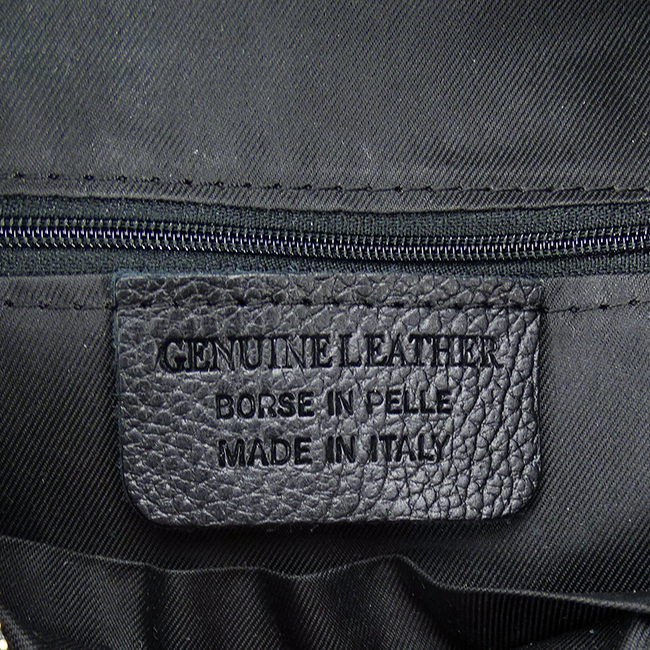 GENUINE LEATHER
BORSE IN PELLE
MADE IN ITALY